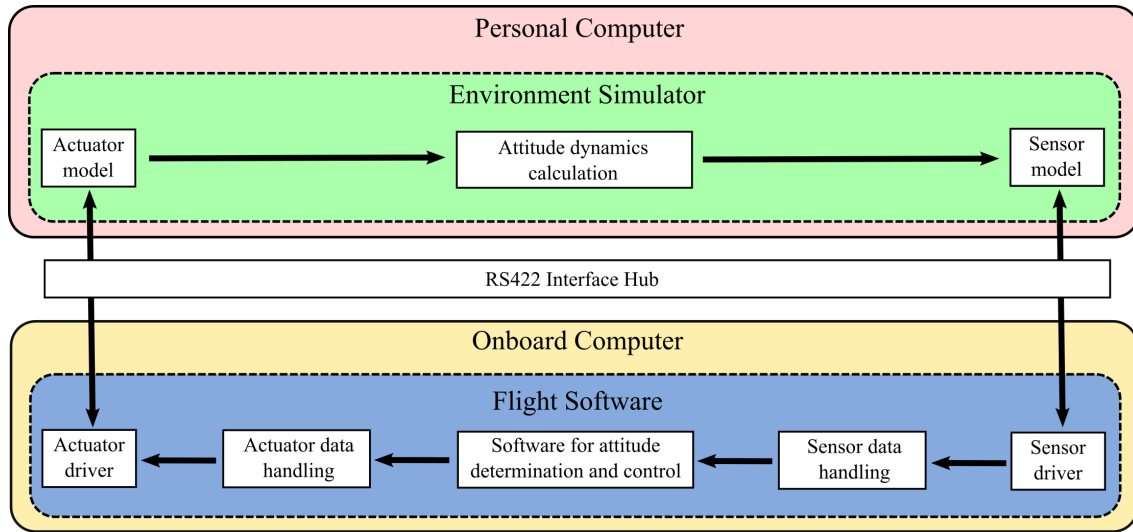 Personal Computer
Environment Simulator
Actuator
model
Attitude dynamics
calculation
Sensor
model
RS422 Interface Hub
Onboard Computer
Flight Software
Actuator
driver
Actuator data
handling
Software for attitude
determination and control
Sensor data
handling
Sensor
driver